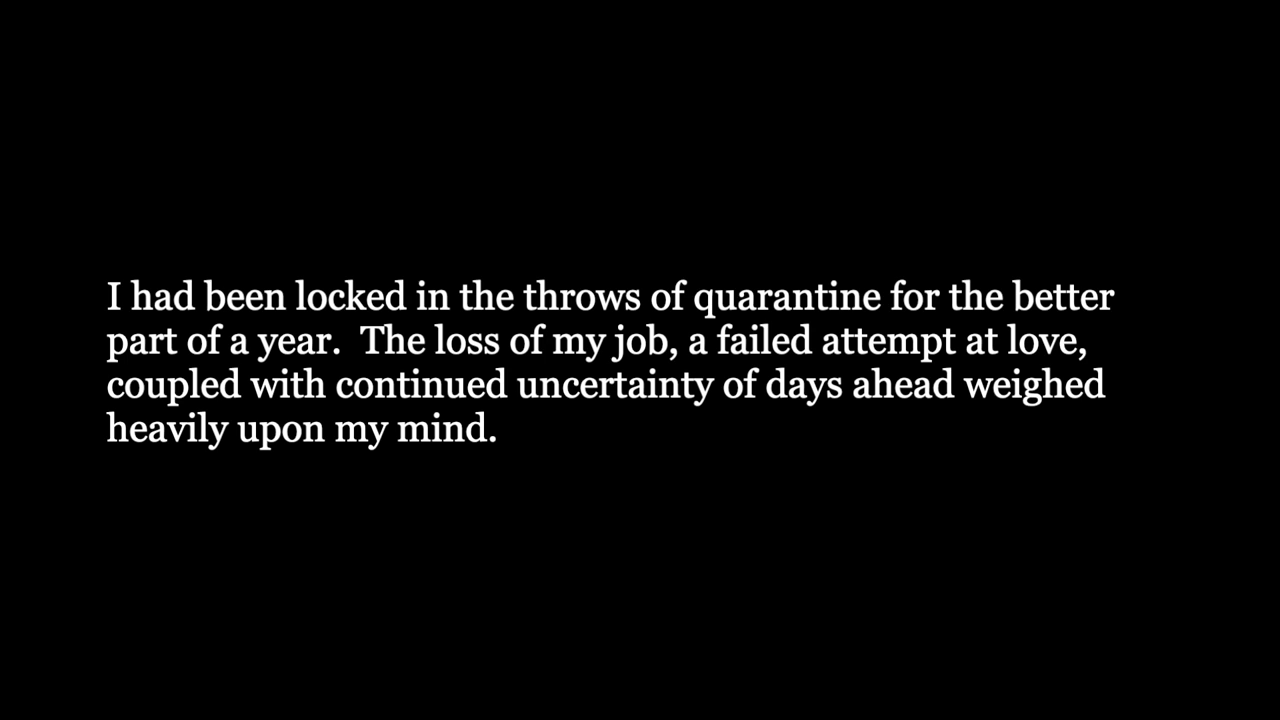 I had been locked in the throws of quarantine for the better
part of a year.  The loss of my job, a failed attempt at love,
coupled with continued uncertainty of days ahead weighed
heavily upon my mind.